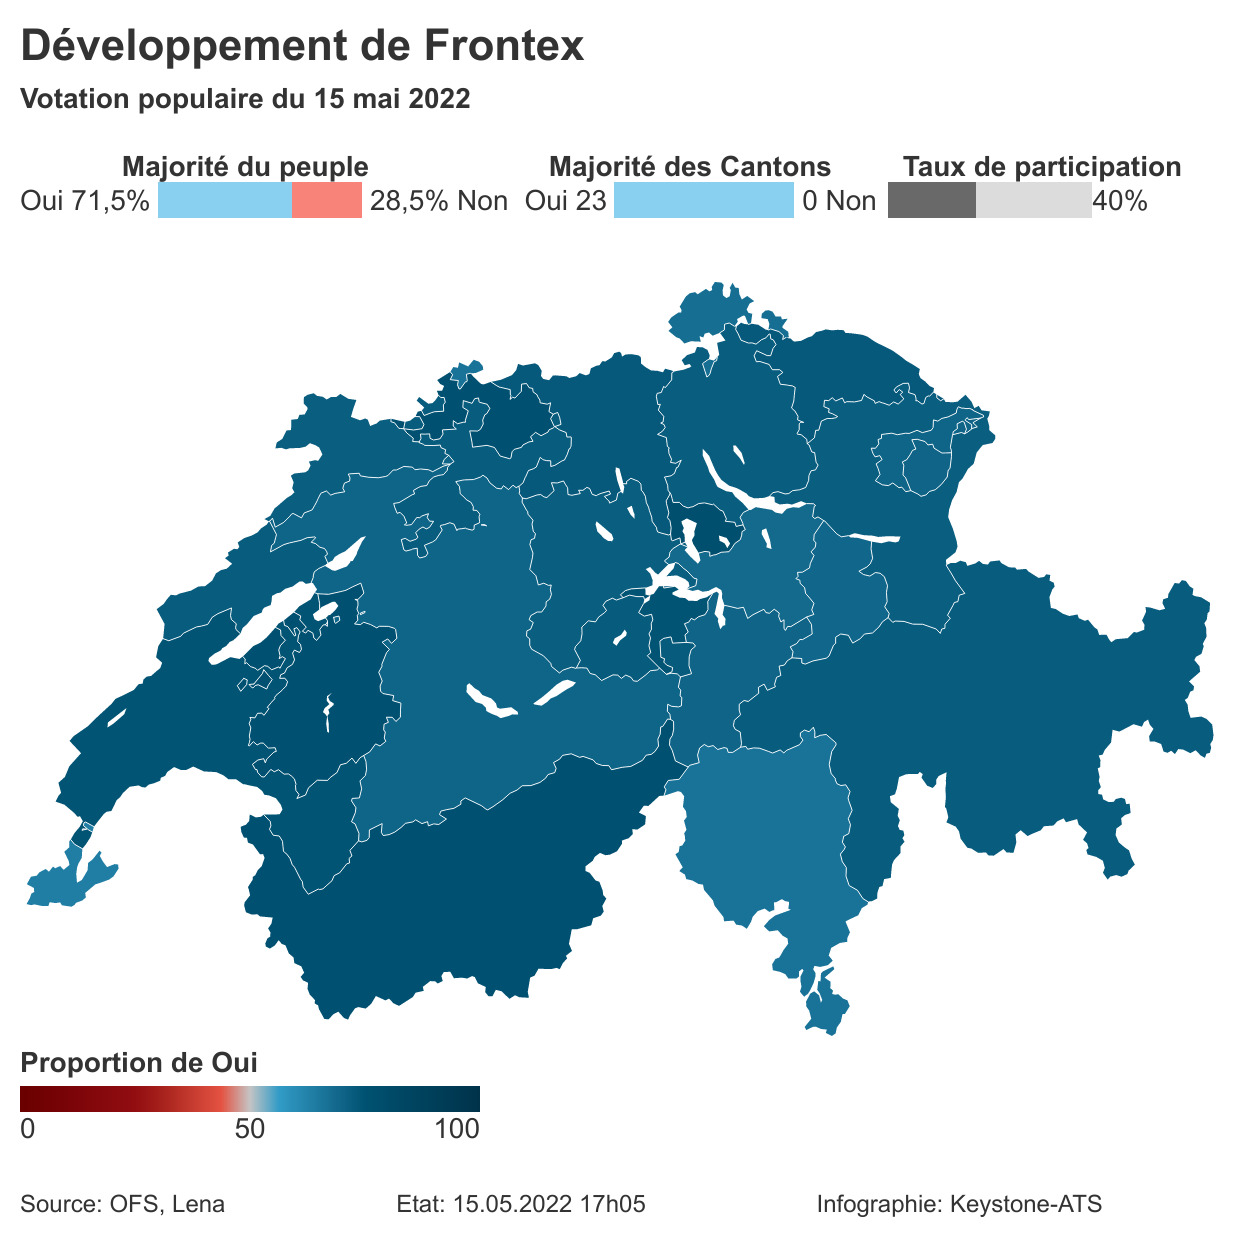 Développement de Frontex
Votation populaire du 15 mai 2022
Majorité du peuple
Oui 71,5% 28,5% Non
Majorité des Cantons
Oui 23 0 Non
Taux de participation
40%
Proportion de Oui
0 50 100
Source: OFS, Lena Etat: 15.05.2022 17h05 Infographie: Keystone-ATS